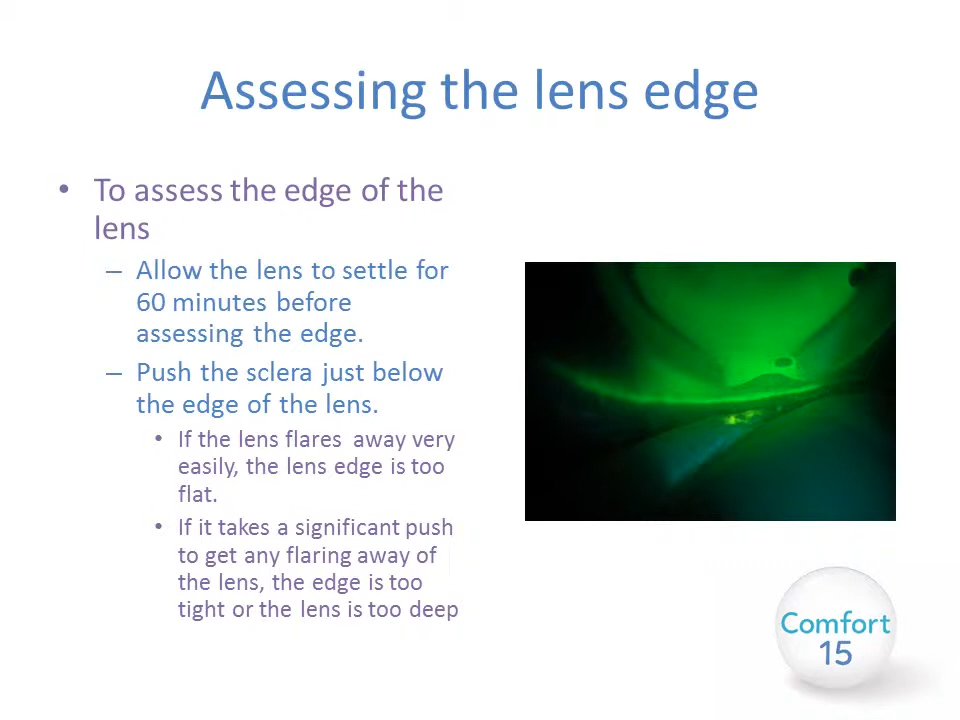 Assessing the lens edge
• To assess the edge of the
lens
– Allow the lens to settle for
60 minutes before
assessing the edge.
– Push the sclera just below
the edge of the lens.
• If the lens flares away very
easily, the lens edge is too
flat.
• If it takes a significant push
to get any flaring away of
the lens, the edge is too
tight or the lens is too deep
Comfort
15